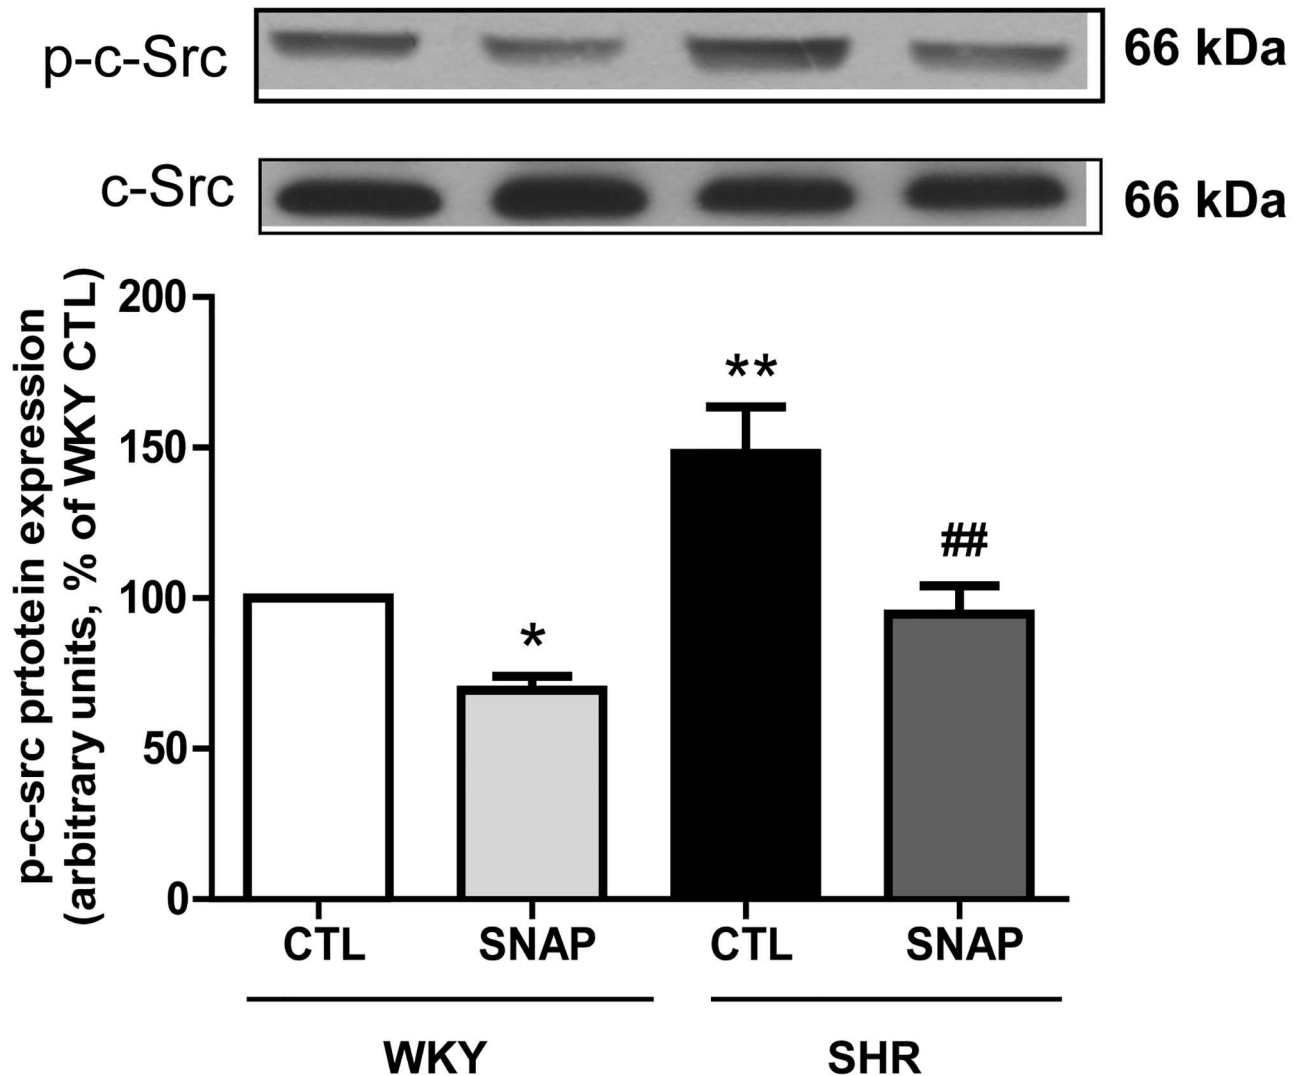 p-c-Src
66 kDa
c-Src
66 kDa
p-c-src prtotein expression
(arbitrary units, % of WKY CTL)
200
150
100
50
0
**
*
##
CTL SNAP CTL SNAP
WKY SHR